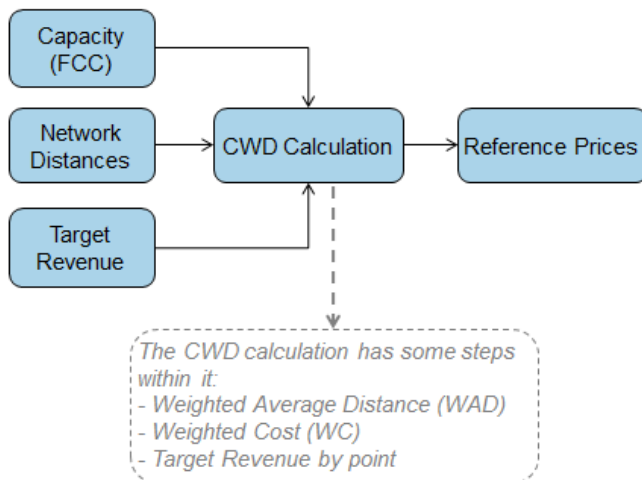 Capacity
(FCC)
Network
Distances
CWD Calculation
Reference Prices
Target
Revenue
The CWD calculation has some steps
within it:
- Weighted Average Distance (WAD)
- Weighted Cost (WC)
- Target Revenue by point